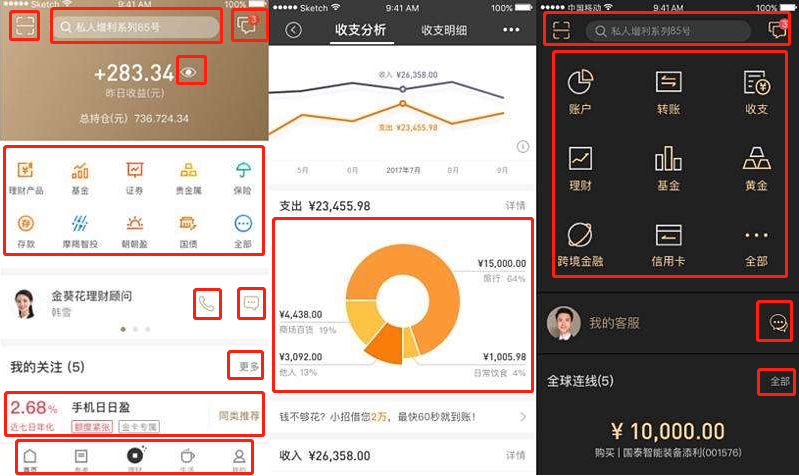 Sketch
9:41 AM
100%
私人增利系列85号
3
+283.34
昨日收益(元)
总持仓(元) 736,724.34
理财产品
基金
证券
贵金属
保险
存
存款
摩羯智投
朝朝盈
国债
全部
金葵花理财顾问
韩雪
我的关注 (5)
更多
2.68%
手机日日盈
近七日年化
额度紧张
金卡专属
同类推荐
首页
理财
生活
我的
Sketch
9:41 AM
100%
收支分析
收支明细
收入 ¥26,358.00
支出 ¥23,455.98
5月
6月
2017年7月
8月
9月
支出 ¥23,455.98
详情
¥15,000.00
旅行: 64%
¥4,438.00
商场百货 19%
¥3,092.00
他人 13%
¥1,005.98
日常饮食 4%
钱不够花？小招借您2万，最快60秒就到账！
收入 ¥26,358.00
详情
中国移动
9:41 AM
100%
私人增利系列85号
账户
转账
收支
理财
基金
黄金
跨境金融
信用卡
全部
我的客服
全球连线(5)
全部
¥ 10,000.00
购买 | 国泰智能装备添利(001576)